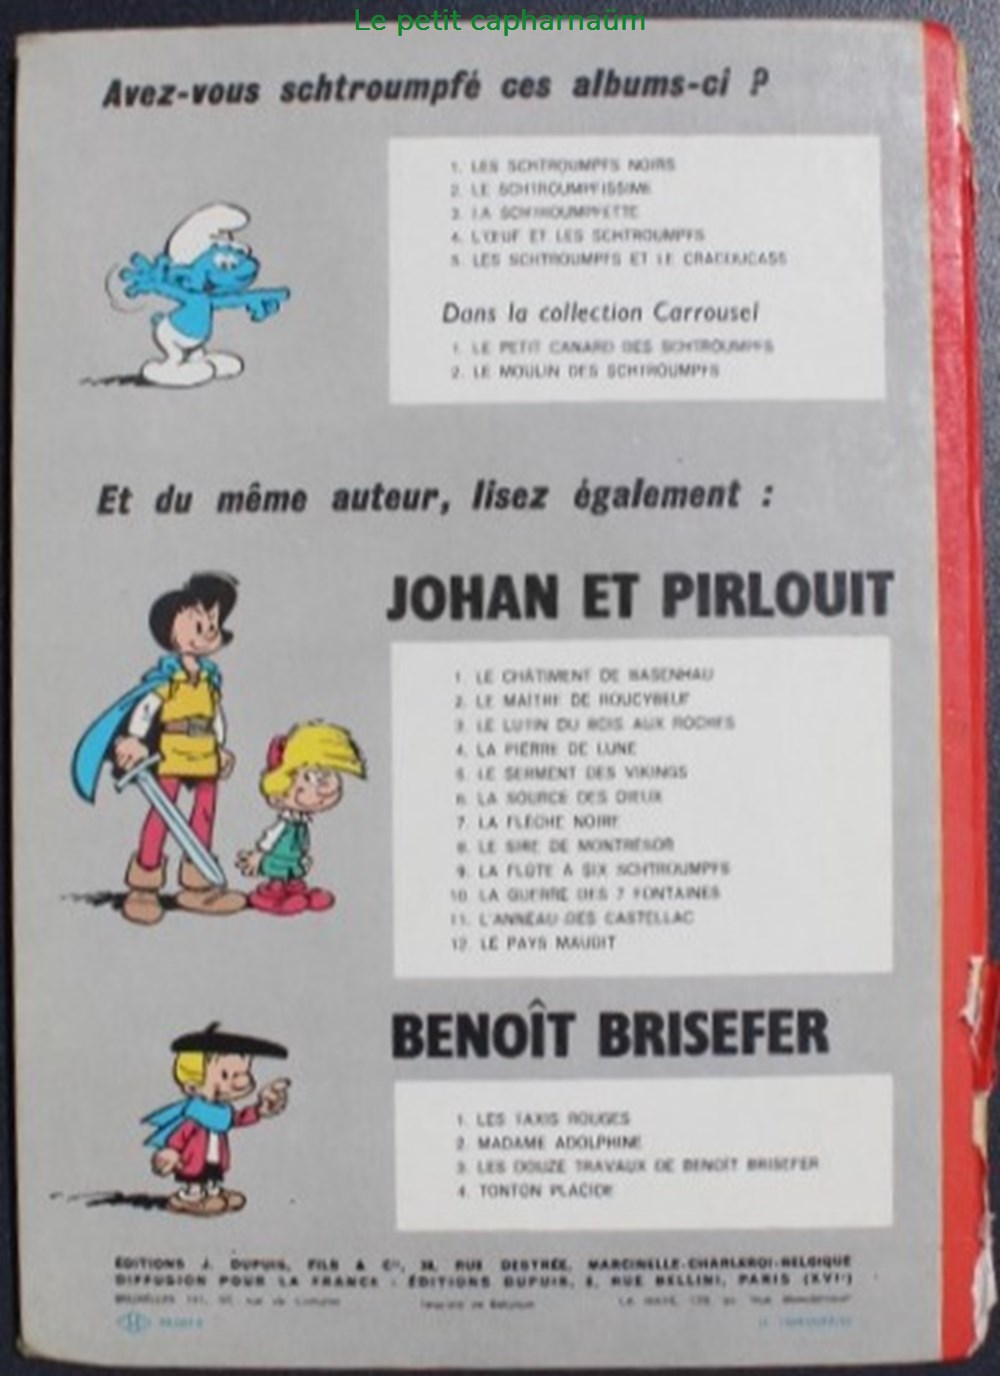 Le petit capharnaüm
Avez-vous schtroumpfé ces albums-ci ?
1. LES SCHTROUMPFS NOIRS
2. LE SCHTROUMPFISSIME
3. LA SCHTROUMPFETTE
4. L'ŒUF ET LES SCHTROUMPFS
5. LES SCHTROUMPFS ET LE CRACOUCASS
Dans la collection Carrousel
1. LE PETIT CANARD DES SCHTROUMPFS
2. LE MOULIN DES SCHTROUMPFS
Et du même auteur, lisez également :
JOHAN ET PIRLOUIT
1. LE CHÂTIMENT DE BASENHAU
2. LE MAITRE DE ROUCYBEUF
3. LE LUTIN DU BOIS AUX ROCHES
4. LA PIERRE DE LUNE
5. LE SERMENT DES VIKINGS
6. LA SOURCE DES DIEUX
7. LA FLÈCHE NOIRE
8. LE SIRE DE MONTRÉSOR
9. LA FLÛTE A SIX SCHTROUMPFS
10. LA GUERRE DES 7 FONTAINES
11. L'ANNEAU DES CASTELLAC
12. LE PAYS MAUDIT
BENOÎT BRISEFER
1. LES TAXIS ROUGES
2. MADAME ADOLPHINE
3. LES DOUZE TRAVAUX DE BENOÎT BRISEFER
4. TONTON PLACIDE
ÉDITIONS J. DUPUIS, FILS & Cie, 38, RUE DESTRÉE, MARCINELLE-CHARLEROI-BELGIQUE
DIFFUSION POUR LA FRANCE : ÉDITIONS DUPUIS, 5, RUE BELLINI, PARIS (XVIe)
Imprimé en Belgique